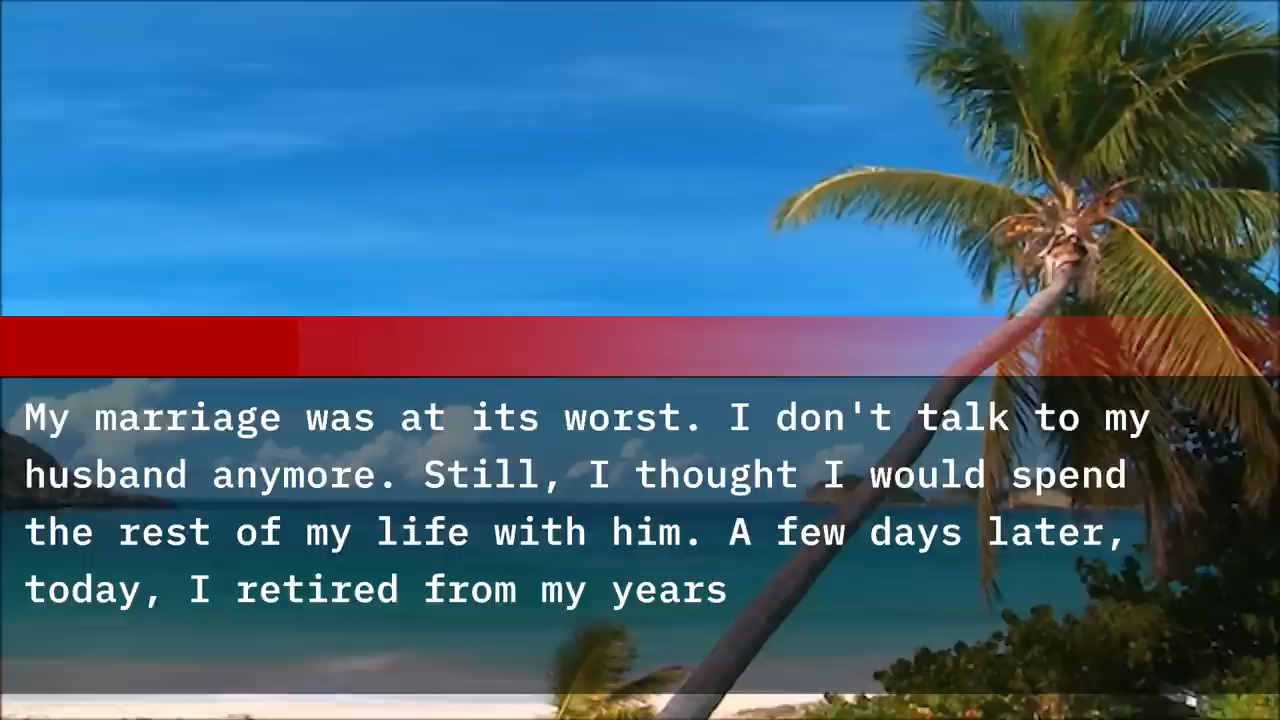 My marriage was at its worst. I don't talk to my
husband anymore. Still, I thought I would spend
the rest of my life with him. A few days later,
today, I retired from my years